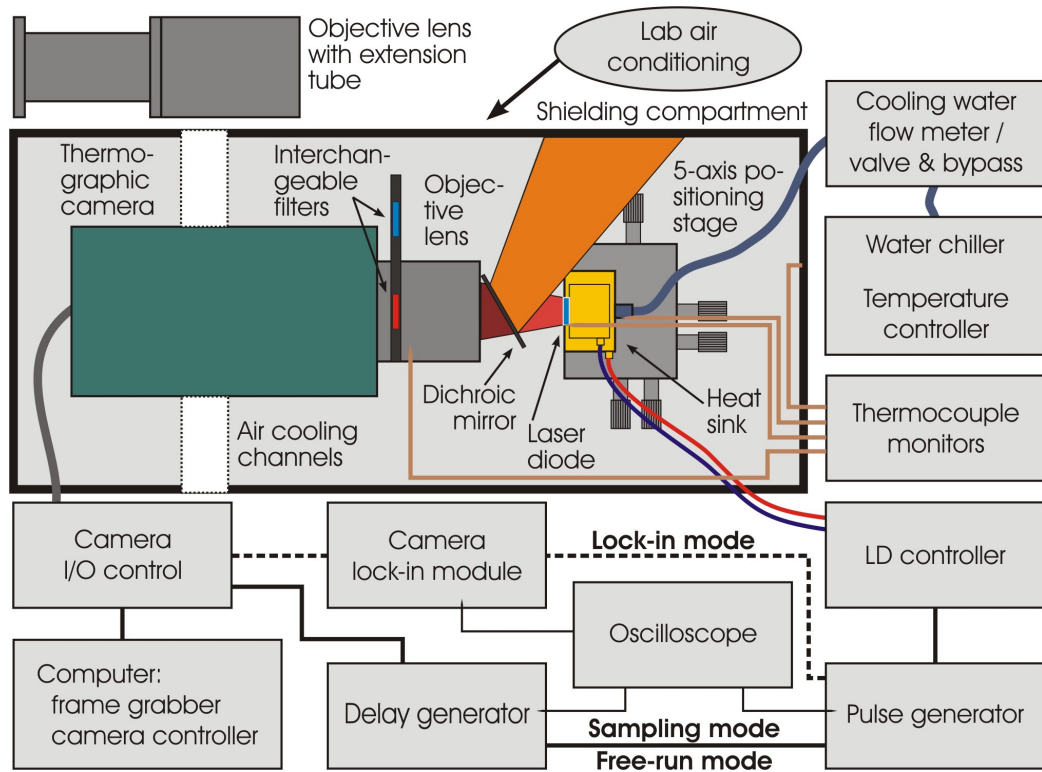 Objective lens
with extension
tube
Lab air
conditioning
Shielding compartment
Cooling water
flow meter /
valve & bypass
Thermo-
graphic
camera
Interchan-
geable
filters
Objec-
tive
lens
5-axis po-
sitioning
stage
Water chiller
Temperature
controller
Dichroic
mirror
Laser
diode
Heat
sink
Air cooling
channels
Thermocouple
monitors
Camera
I/O control
Camera
lock-in module
Lock-in mode
LD controller
Oscilloscope
Computer:
frame grabber
camera controller
Delay generator
Sampling mode
Free-run mode
Pulse generator